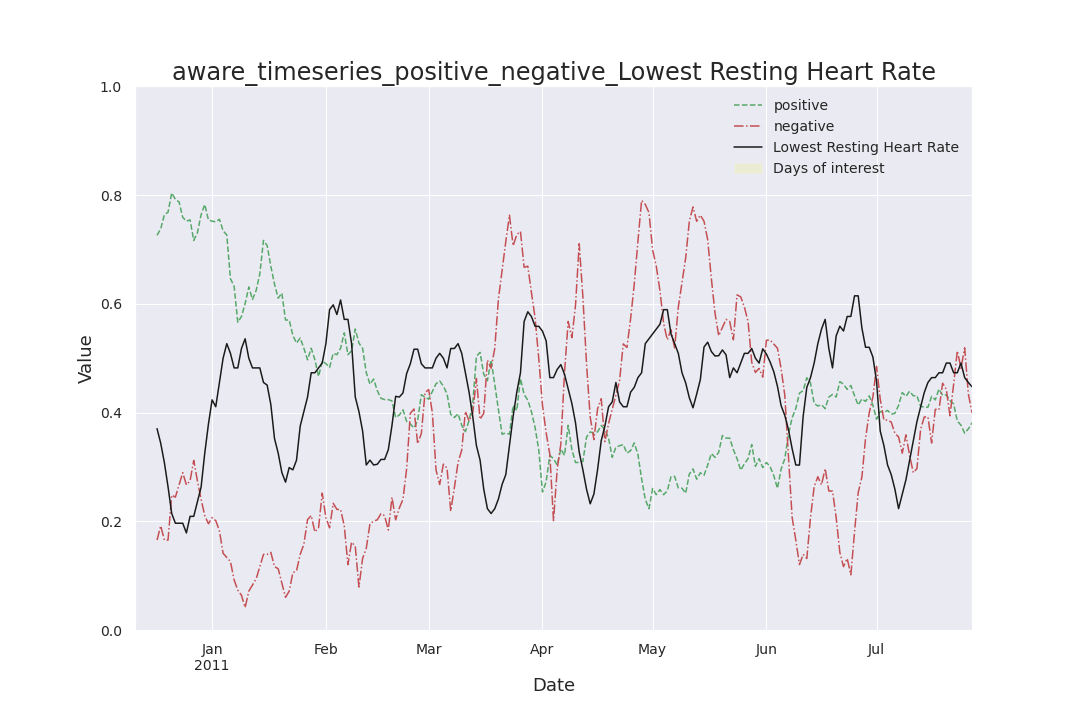 aware_timeseries_positive_negative_Lowest Resting Heart Rate
1.0
0.8
0.6
0.4
0.2
0.0
Value
positive
negative
Lowest Resting Heart Rate
Days of interest
Jan Feb Mar Apr May Jun Jul
2011
Date